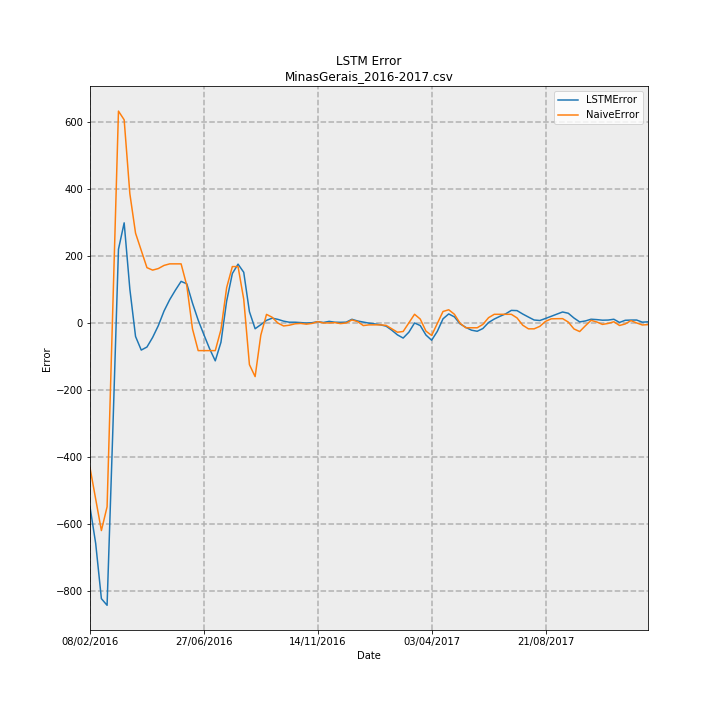 LSTM Error
MinasGerais_2016-2017.csv
LSTMError
NaiveError
600
400
200
0
−200
−400
−600
−800
Error
08/02/2016 27/06/2016 14/11/2016 03/04/2017 21/08/2017
Date